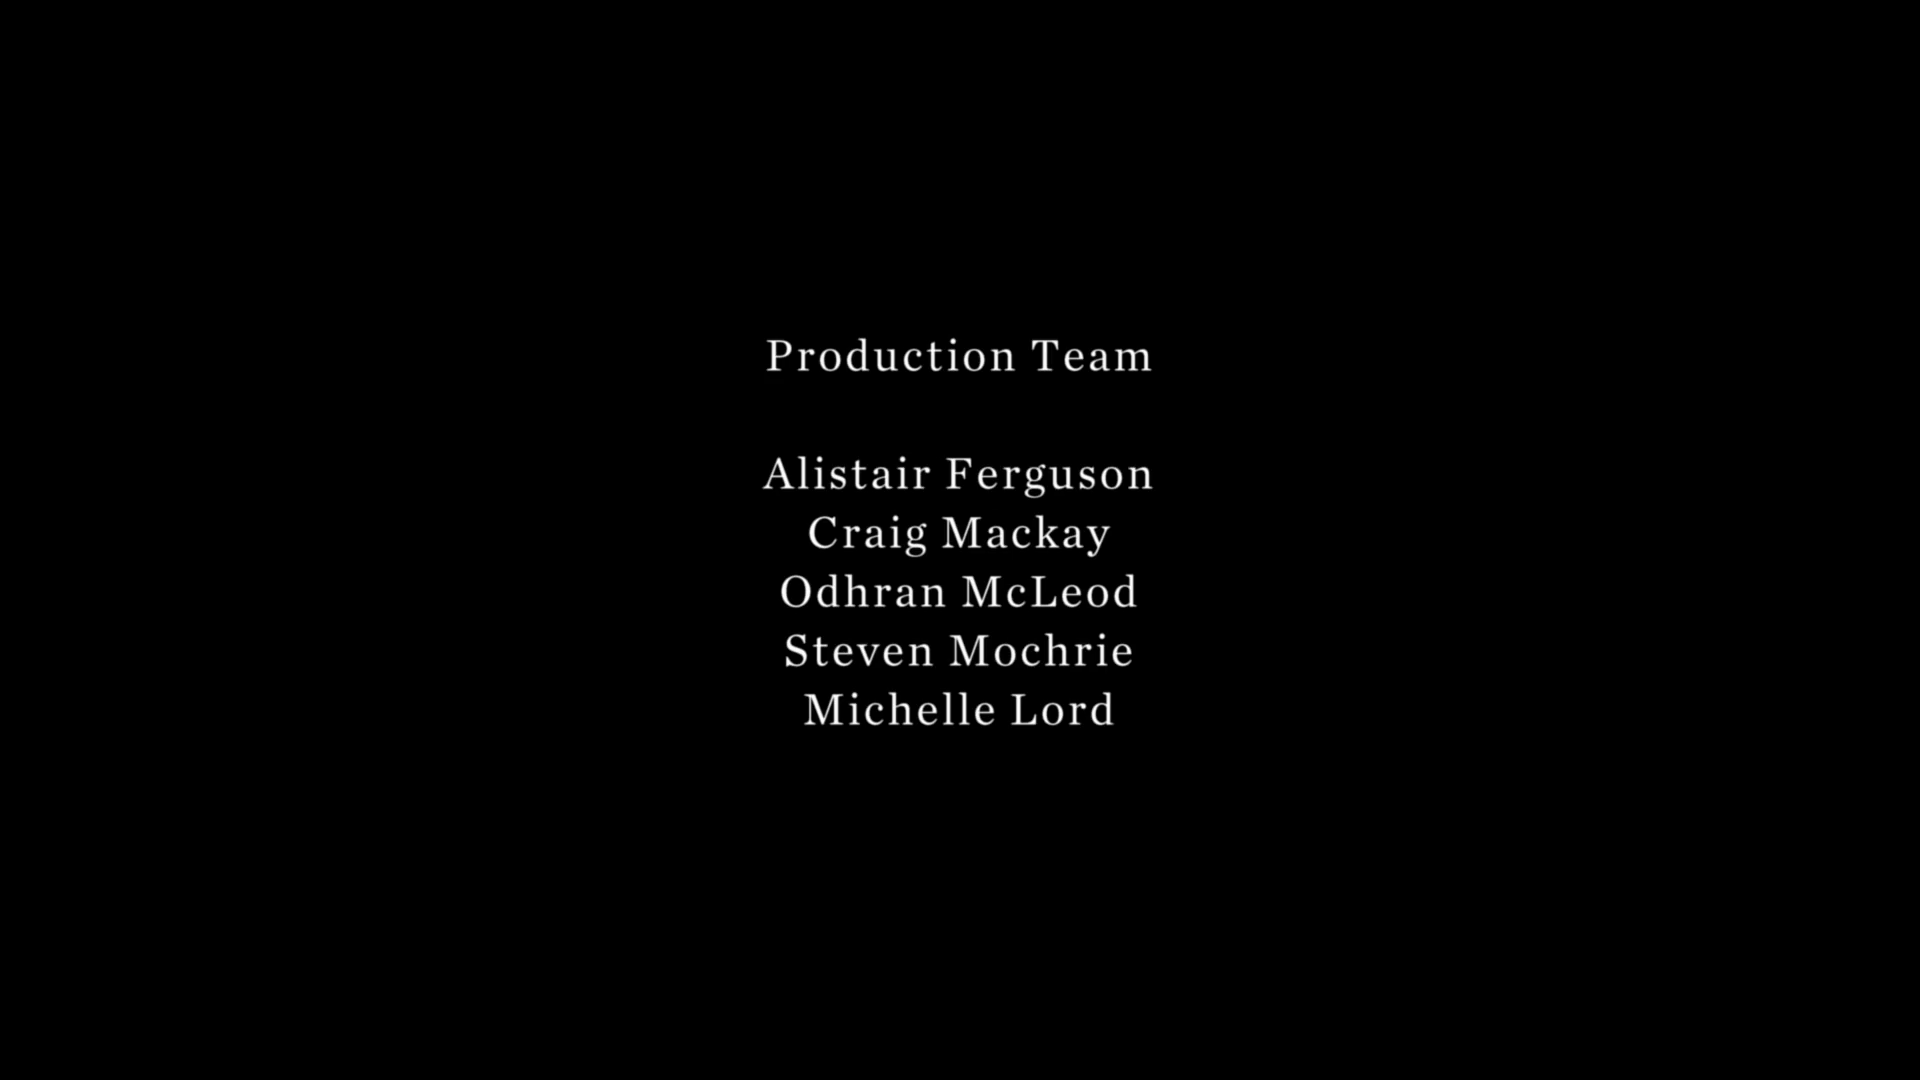 Production Team
Alistair Ferguson
Craig Mackay
Odhran McLeod
Steven Mochrie
Michelle Lord